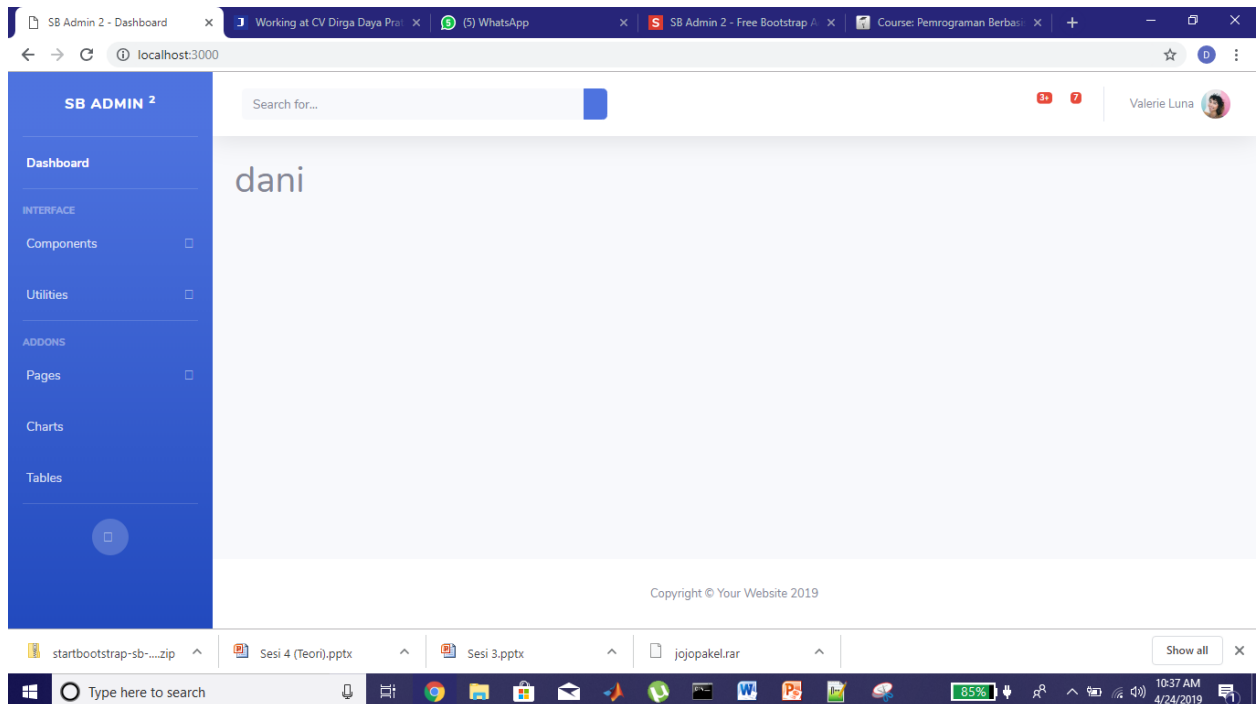 SB Admin 2 - Dashboard
Working at CV Dirga Daya Prat
(5) WhatsApp
SB Admin 2 - Free Bootstrap A
Course: Pemrograman Berbasi
localhost:3000
D
SB ADMIN 2
Search for...
3+
7
Valerie Luna
Dashboard
dani
INTERFACE
Components
Utilities
ADDONS
Pages
Charts
Tables
Copyright © Your Website 2019
startbootstrap-sb-....zip
Sesi 4 (Teori).pptx
Sesi 3.pptx
jojopakel.rar
Show all
Type here to search
85%
10:37 AM
4/24/2019